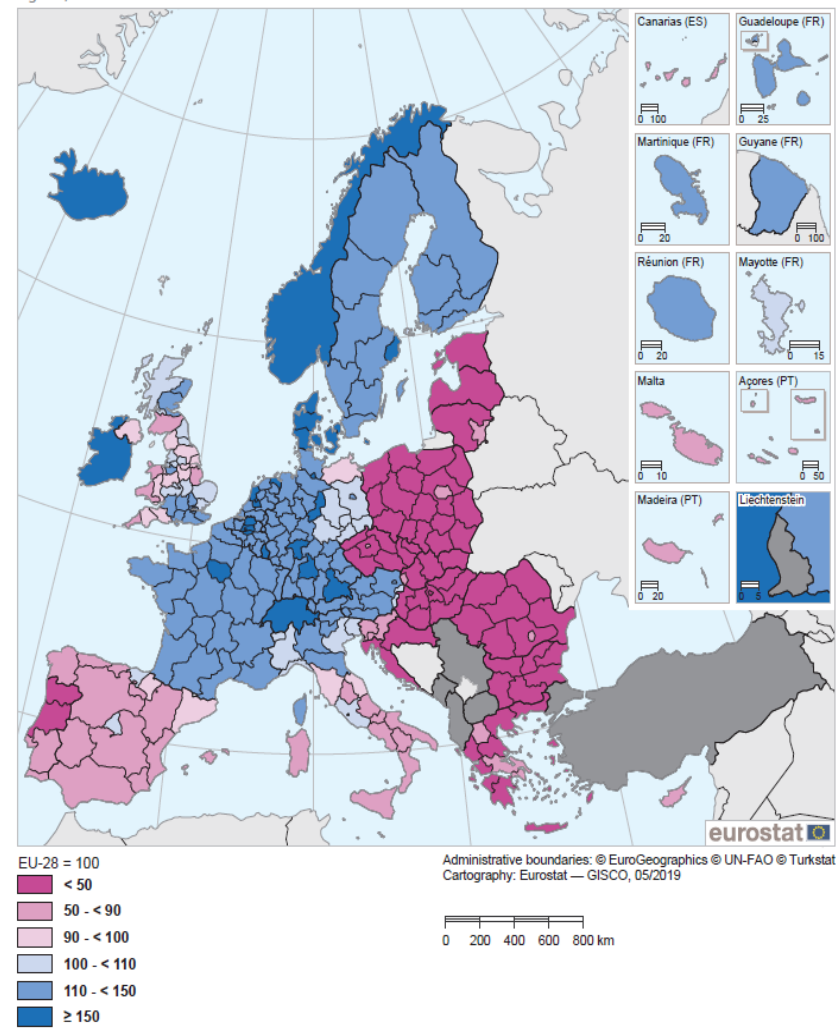 Canarias (ES)
0 100
Guadeloupe (FR)
0 25
Martinique (FR)
0 20
Guyane (FR)
0 100
Réunion (FR)
0 20
Mayotte (FR)
0 15
Malta
0 10
Açores (PT)
0 50
Madeira (PT)
0 20
Liechtenstein
0 5
eurostat
EU-28 = 100
< 50
50 - < 90
90 - < 100
100 - < 110
110 - < 150
≥ 150
Administrative boundaries: © EuroGeographics © UN-FAO © Turkstat
Cartography: Eurostat — GISCO, 05/2019
0 200 400 600 800 km